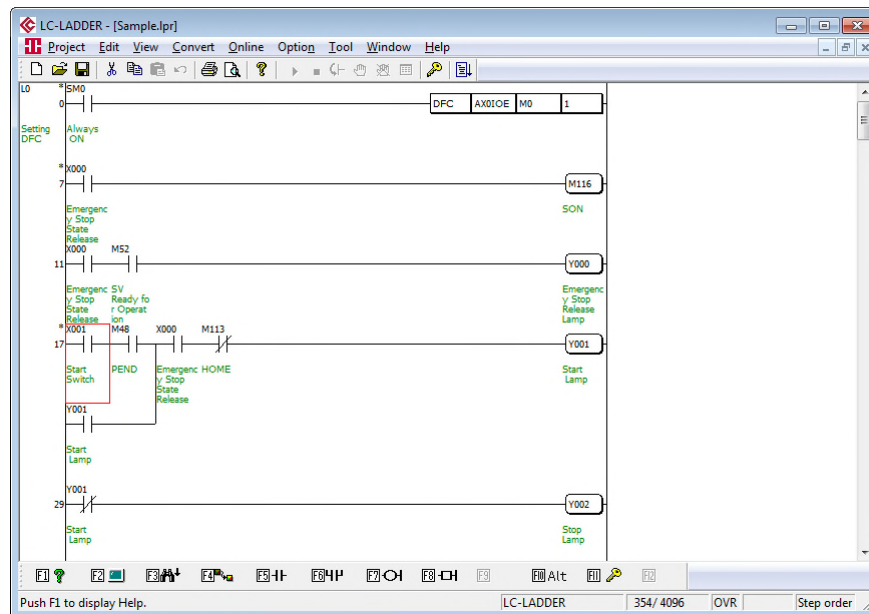 LC-LADDER - [Sample.lpr]
Project Edit View Convert Online Option Tool Window Help
L0 * SM0
0 DFC AX0IOE M0 1
Setting Always
DFC ON
* X000
7 M116
Emergenc SON
y Stop
State
Release
X000 M52
11 Y000
Emergenc SV Emergenc
y Stop Ready fo y Stop
State r Operat Release
Release ion Lamp
* X001 M48 X000 M113
17 Y001
Start PEND Emergenc HOME Start
Switch y Stop Lamp
State
Release
Y001
Start
Lamp
Y001
29 Y002
Start Stop
Lamp Lamp
F1 F2 F3 F4 F5 F6 F7 F8 F9 F10 Alt F11 F12
Push F1 to display Help. LC-LADDER 354/ 4096 OVR Step order